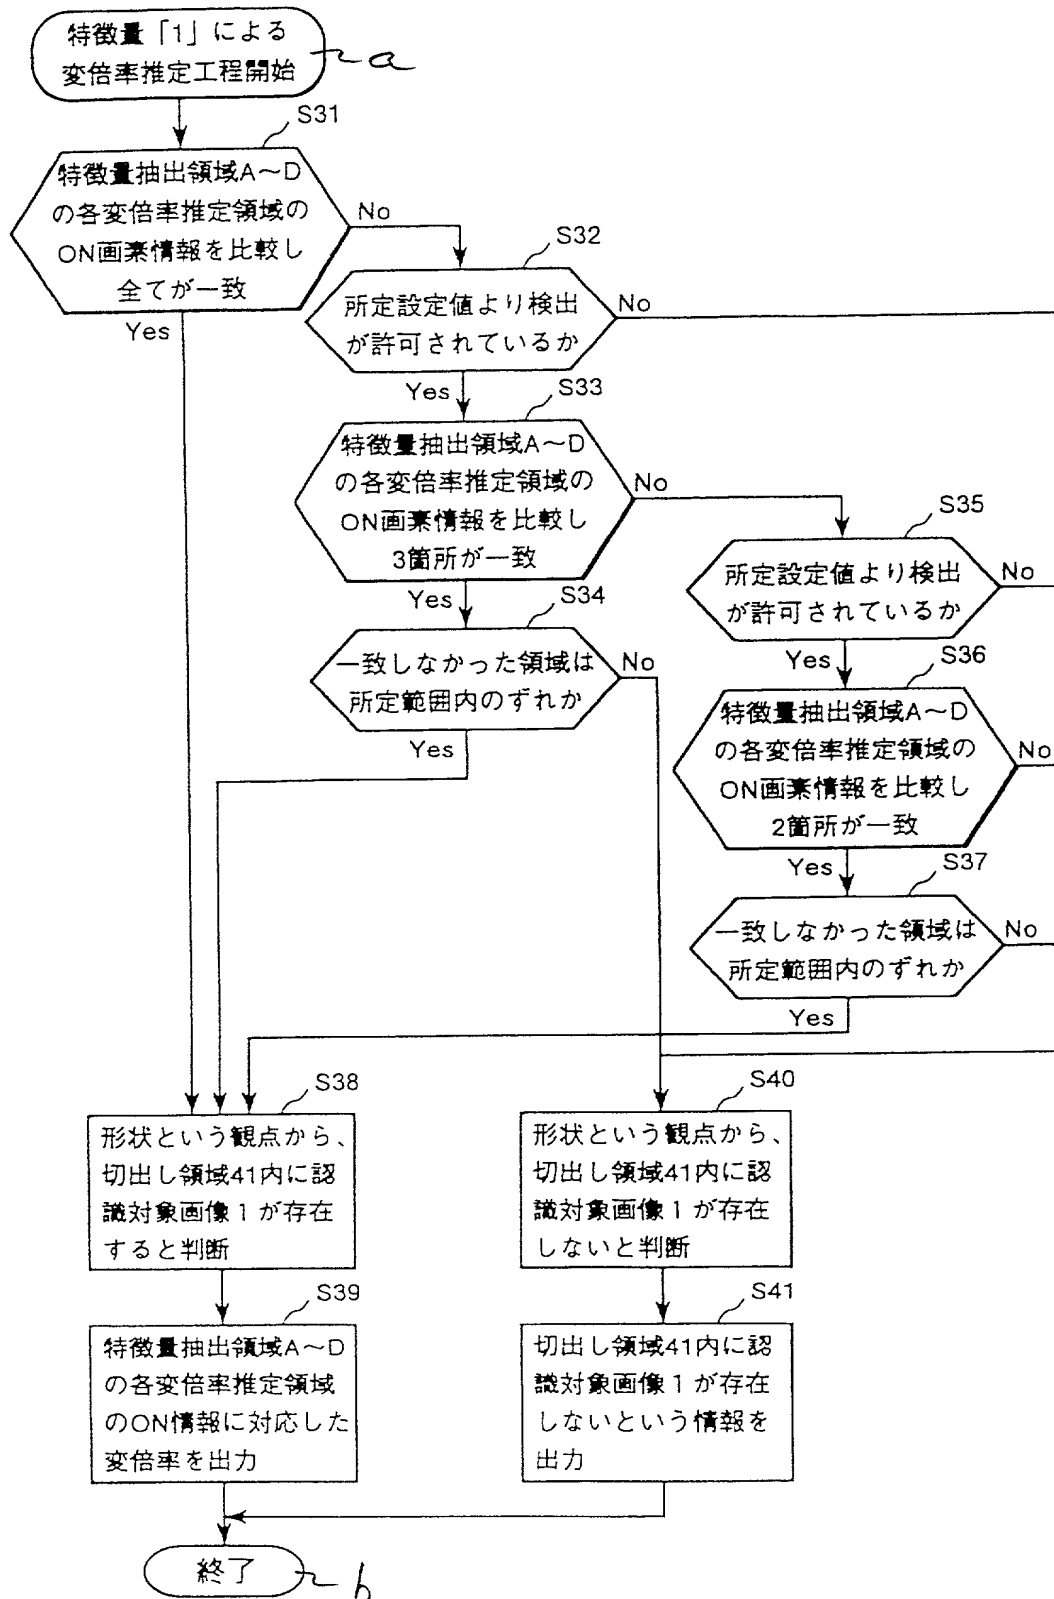 特徴量「1」による
変倍率推定工程開始
a
S31
特徴量抽出領域A～D
の各変倍率推定領域の
ON画素情報を比較し
全てが一致
No
Yes
S32
所定設定値より検出
が許可されているか
No
Yes
S33
特徴量抽出領域A～D
の各変倍率推定領域の
ON画素情報を比較し
3箇所が一致
No
Yes
S34
一致しなかった領域は
所定範囲内のずれか
No
Yes
S35
所定設定値より検出
が許可されているか
No
Yes
S36
特徴量抽出領域A～D
の各変倍率推定領域の
ON画素情報を比較し
2箇所が一致
No
Yes
S37
一致しなかった領域は
所定範囲内のずれか
No
Yes
S38
形状という観点から、
切出し領域41内に認
識対象画像1が存在
すると判断
S39
特徴量抽出領域A～D
の各変倍率推定領域
のON情報に対応した
変倍率を出力
S40
形状という観点から、
切出し領域41内に認
識対象画像1が存在
しないと判断
S41
切出し領域41内に認
識対象画像1が存在
しないという情報を
出力
終了
b